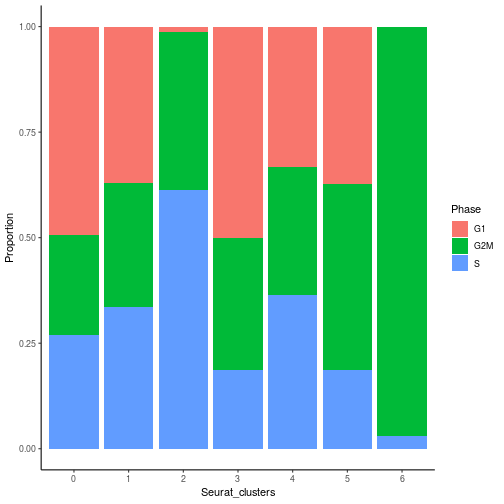 1.00
0.75
0.50
0.25
0.00
Proportion
0 1 2 3 4 5 6
Seurat_clusters
Phase
G1
G2M
S